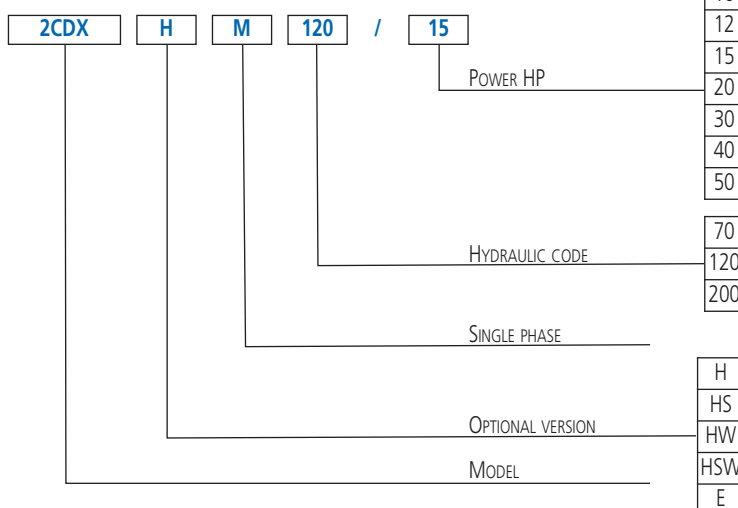 2CDX H M 120 / 15
12
15
POWER HP
20
30
40
50
70
HYDRAULIC CODE
120
200
SINGLE PHASE
H
HS
OPTIONAL VERSION
HW
MODEL
HSW
E